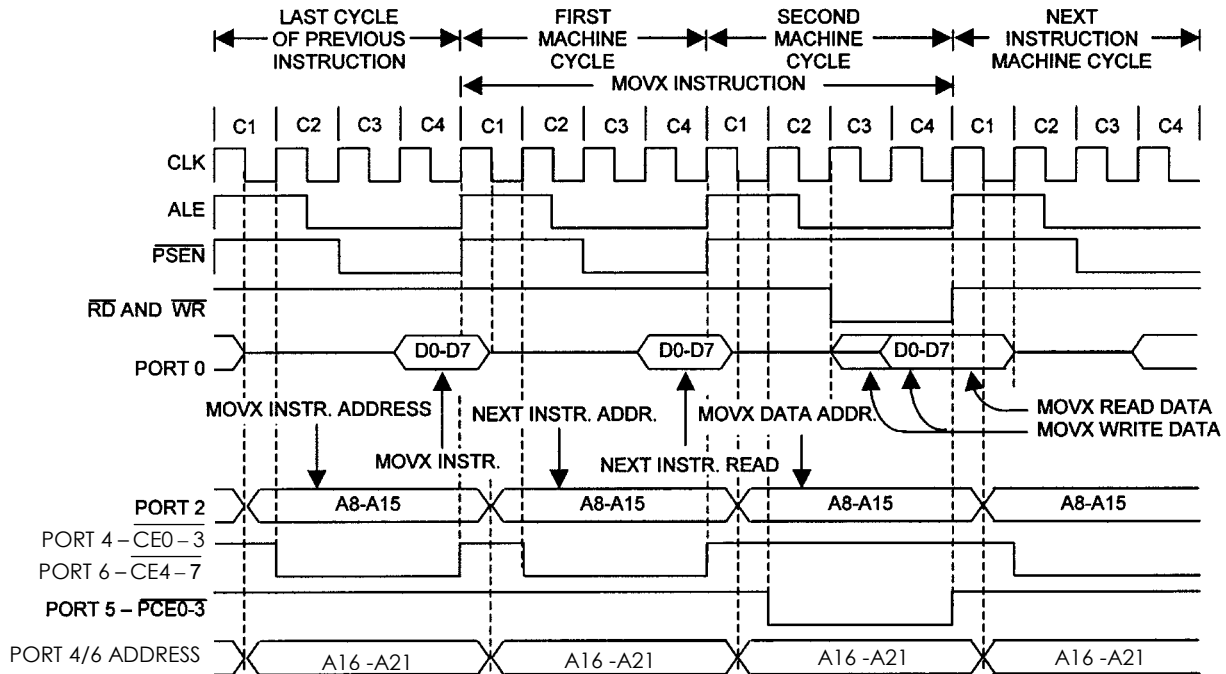 LAST CYCLE OF PREVIOUS INSTRUCTION
FIRST MACHINE CYCLE
SECOND MACHINE CYCLE
NEXT INSTRUCTION MACHINE CYCLE
MOVX INSTRUCTION
C1 C2 C3 C4 C1 C2 C3 C4 C1 C2 C3 C4 C1 C2 C3 C4
CLK
ALE
PSEN
RD AND WR
PORT 0
D0-D7 D0-D7 D0-D7
MOVX INSTR. ADDRESS
NEXT INSTR. ADDR.
MOVX DATA ADDR.
MOVX READ DATA
MOVX WRITE DATA
MOVX INSTR.
NEXT INSTR. READ
PORT 2
A8-A15 A8-A15 A8-A15 A8-A15
PORT 4 – CE0 – 3
PORT 6 – CE4 – 7
PORT 5 – PCE0-3
PORT 4/6 ADDRESS
A16 -A21 A16 -A21 A16 -A21 A16 -A21